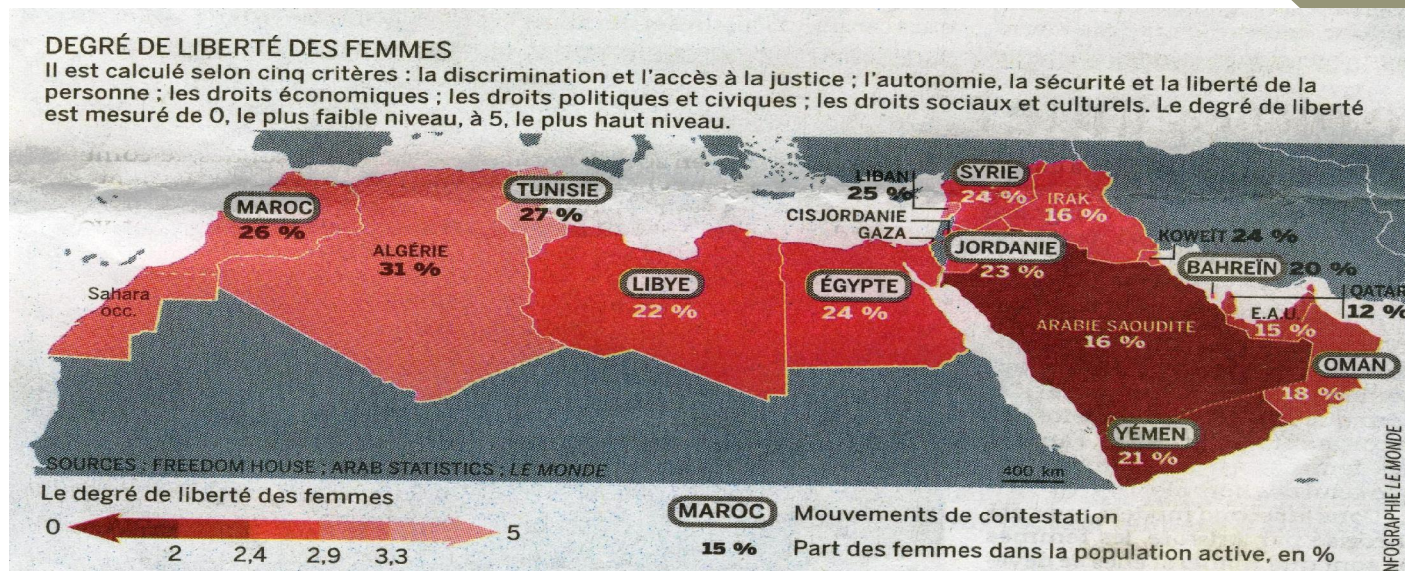 DEGRÉ DE LIBERTÉ DES FEMMES
Il est calculé selon cinq critères : la discrimination et l'accès à la justice ; l'autonomie, la sécurité et la liberté de la
personne ; les droits économiques ; les droits politiques et civiques ; les droits sociaux et culturels. Le degré de liberté
est mesuré de 0, le plus faible niveau, à 5, le plus haut niveau.
MAROC
26 %
Sahara
occ.
ALGÉRIE
31 %
TUNISIE
27 %
LIBYE
22 %
ÉGYPTE
24 %
LIBAN
25 %
CISJORDANIE
GAZA
SYRIE
24 %
IRAK
16 %
JORDANIE
23 %
KOWEÏT 24 %
BAHREÏN 20 %
QATAR
12 %
E.A.U.
15 %
ARABIE SAOUDITE
16 %
OMAN
18 %
YÉMEN
21 %
SOURCES : FREEDOM HOUSE ; ARAB STATISTICS ; LE MONDE
400 km
Le degré de liberté des femmes
0 5
2 2,4 2,9 3,3
MAROC Mouvements de contestation
15 % Part des femmes dans la population active, en %
INFOGRAPHIE LE MONDE